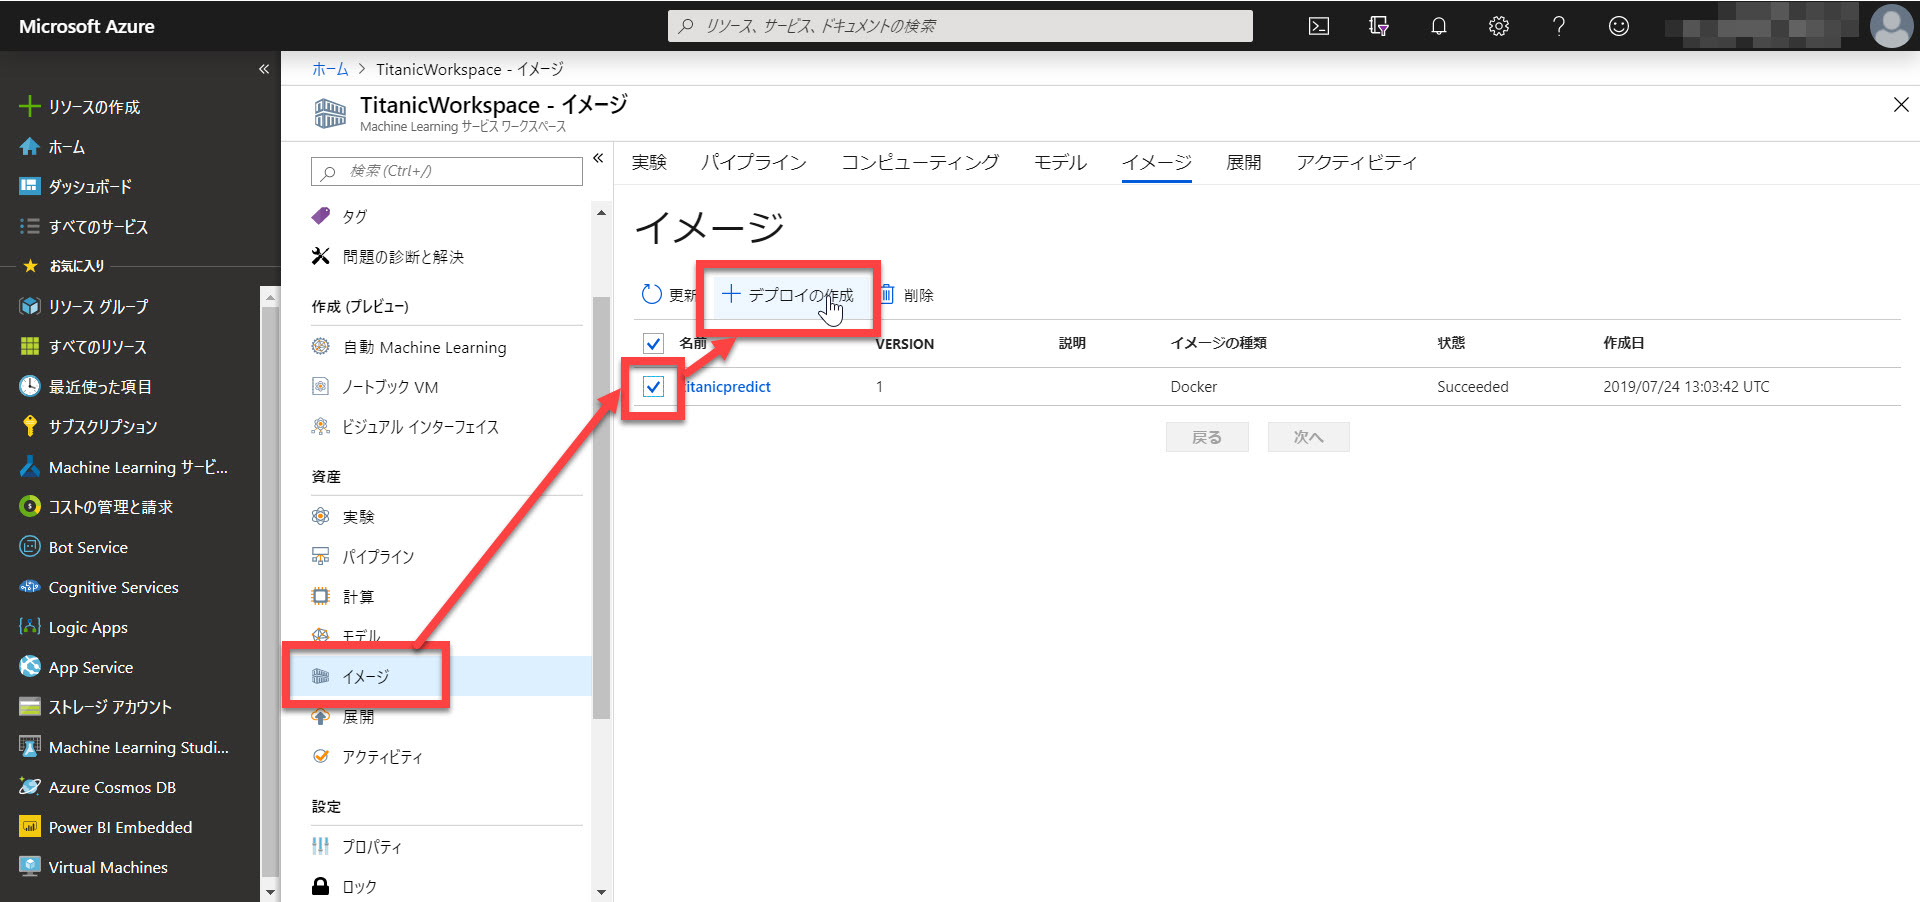 Microsoft Azure
リソース、サービス、ドキュメントの検索
リソースの作成
ホーム
ダッシュボード
すべてのサービス
お気に入り
リソース グループ
すべてのリソース
最近使った項目
サブスクリプション
Machine Learning サービ...
コストの管理と請求
Bot Service
Cognitive Services
Logic Apps
App Service
ストレージ アカウント
Machine Learning Studi...
Azure Cosmos DB
Power BI Embedded
Virtual Machines
ホーム > TitanicWorkspace - イメージ
TitanicWorkspace - イメージ
Machine Learning サービス ワークスペース
検索 (Ctrl+/)
タグ
問題の診断と解決
作成 (プレビュー)
自動 Machine Learning
ノートブック VM
ビジュアル インターフェイス
資産
実験
パイプライン
計算
モデル
イメージ
展開
アクティビティ
設定
プロパティ
ロック
実験 パイプライン コンピューティング モデル イメージ 展開 アクティビティ
イメージ
更新 デプロイの作成 削除
名前 VERSION 説明 イメージの種類 状態 作成日
titanicpredict 1 Docker Succeeded 2019/07/24 13:03:42 UTC
戻る 次へ